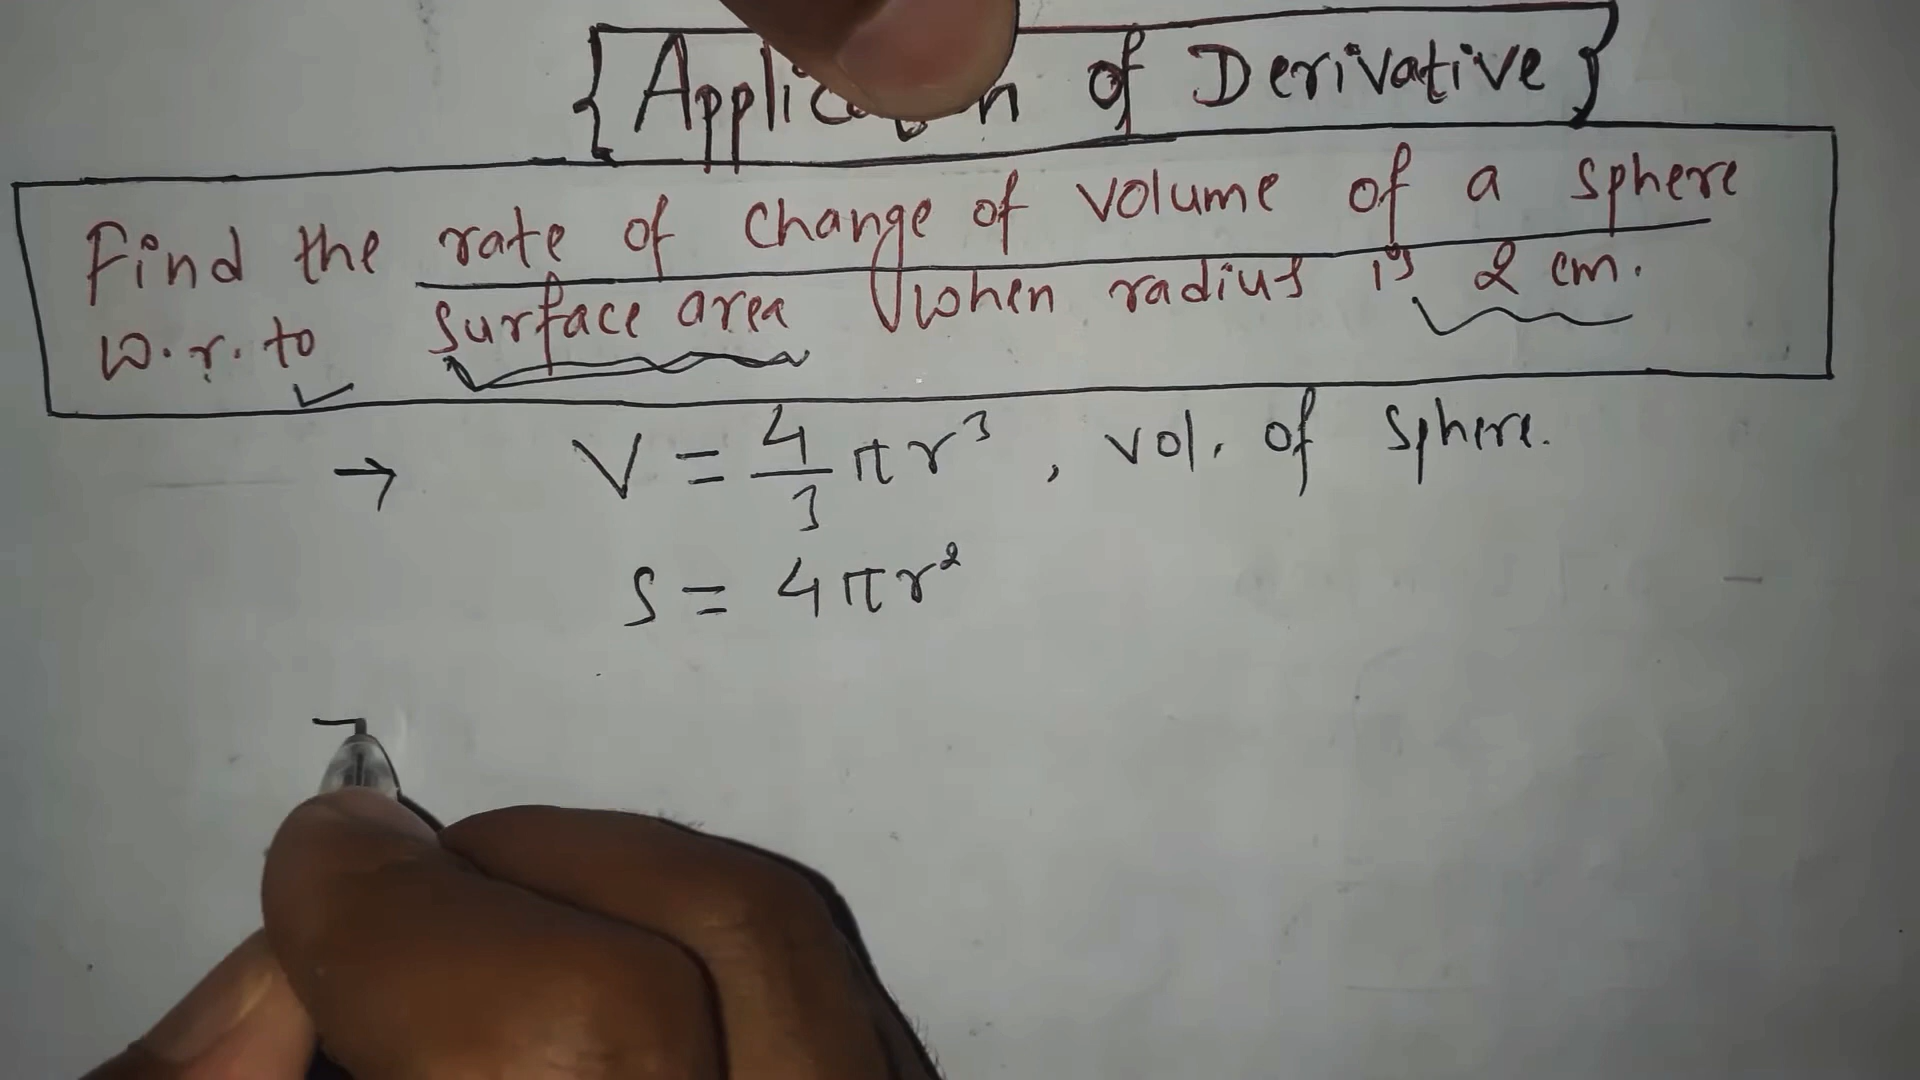 { of Derivative }
Find the rate of change of volume of a sphere
w.r.to surface area when radius is 2 cm.
→ V = 4/3 πr³ , vol. of sphere.
S = 4πr²